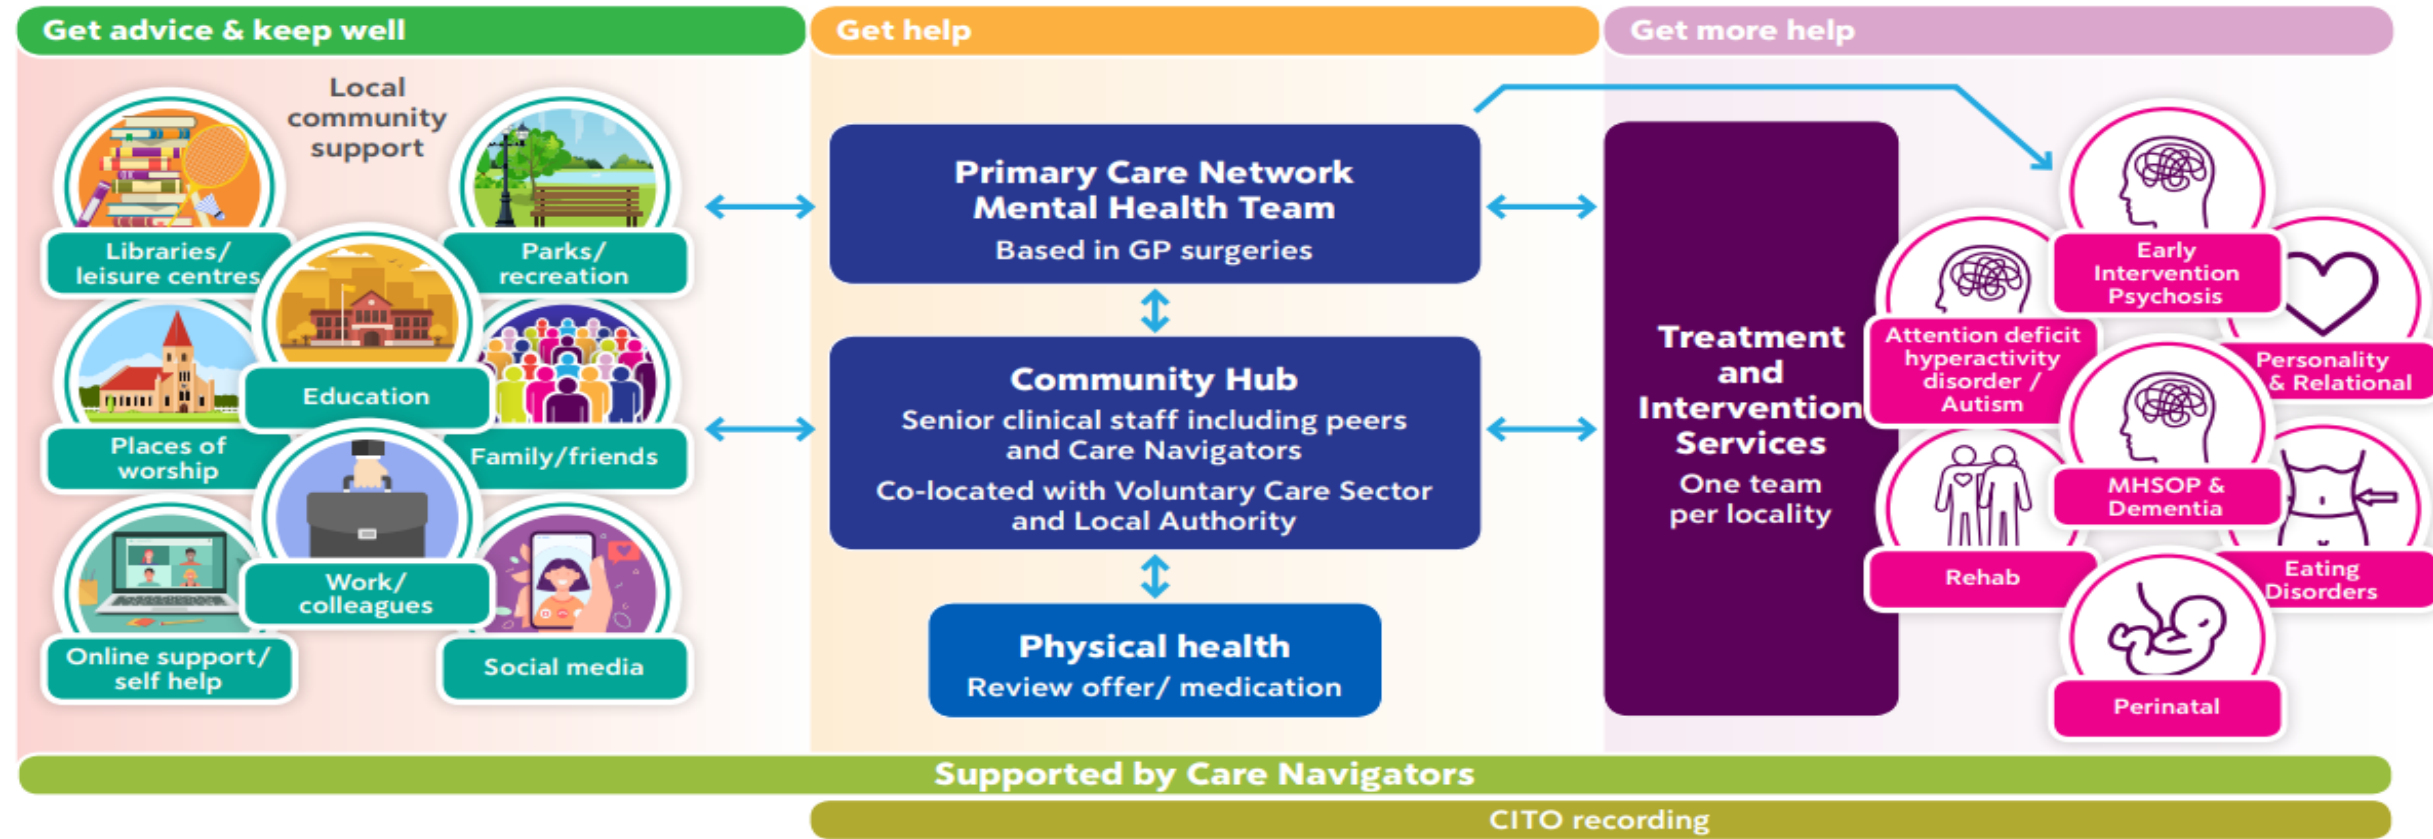 Get advice & keep well
Local
community
support
Libraries/
leisure centres
Parks/
recreation
Education
Places of
worship
Family/friends
Work/
colleagues
Online support/
self help
Social media
Get help
Primary Care Network
Mental Health Team
Based in GP surgeries
Community Hub
Senior clinical staff including peers
and Care Navigators
Co-located with Voluntary Care Sector
and Local Authority
Physical health
Review offer/ medication
Get more help
Treatment
and
Intervention
Services
One team
per locality
Early
Intervention
Psychosis
Attention deficit
hyperactivity
disorder /
Autism
Personality
& Relational
MHSOP &
Dementia
Rehab
Eating
Disorders
Perinatal
Supported by Care Navigators
CITO recording